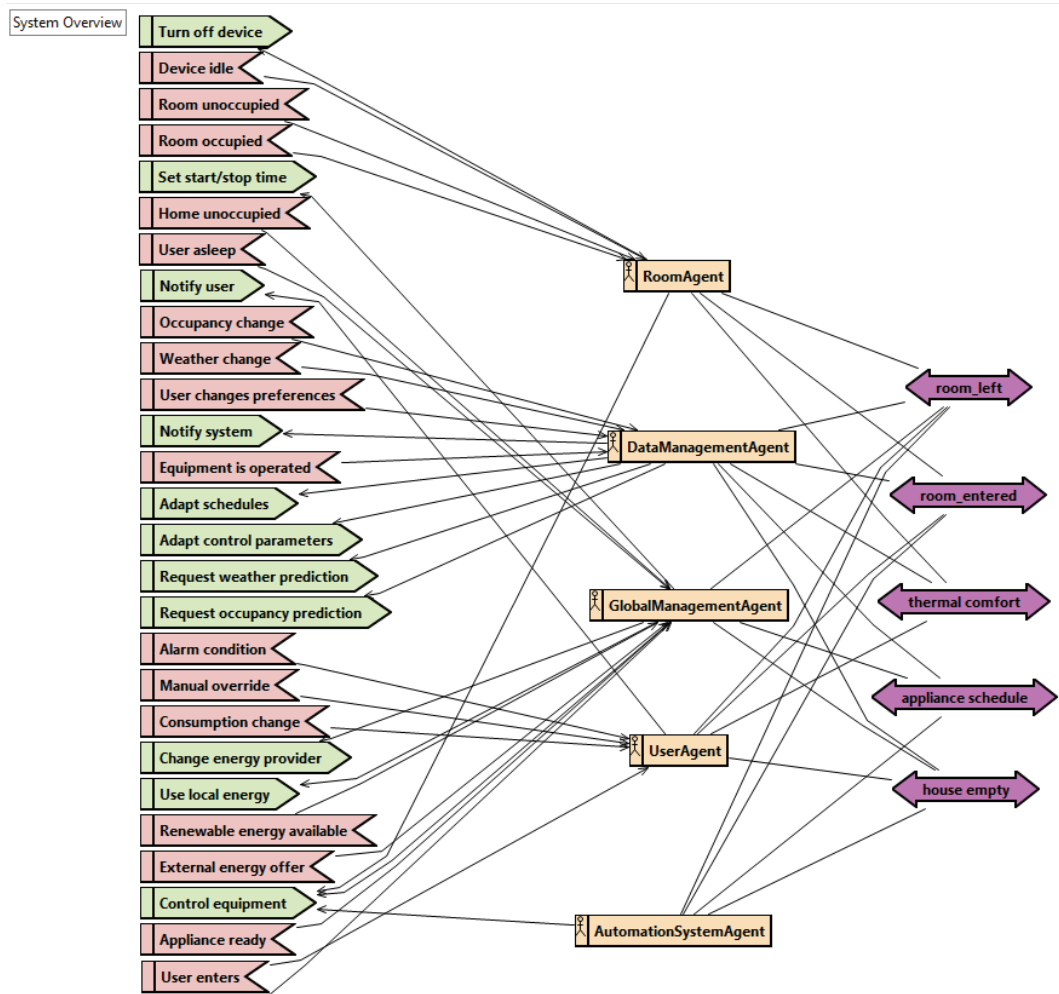 System Overview
Turn off device
Device idle
Room unoccupied
Room occupied
Set start/stop time
Home unoccupied
User asleep
Notify user
Occupancy change
Weather change
User changes preferences
Notify system
Equipment is operated
Adapt schedules
Adapt control parameters
Request weather prediction
Request occupancy prediction
Alarm condition
Manual override
Consumption change
Change energy provider
Use local energy
Renewable energy available
External energy offer
Control equipment
Appliance ready
User enters
RoomAgent
DataManagementAgent
GlobalManagementAgent
UserAgent
AutomationSystemAgent
room_left
room_entered
thermal comfort
appliance schedule
house empty